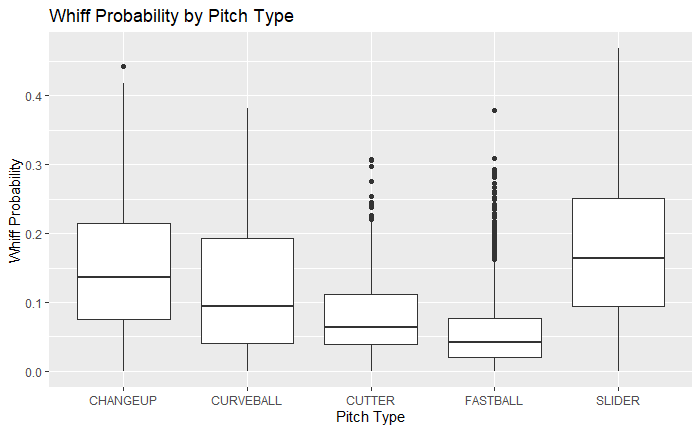 Whiff Probability by Pitch Type
Whiff Probability
0.4
0.3
0.2
0.1
0.0
CHANGEUP CURVEBALL CUTTER FASTBALL SLIDER
Pitch Type